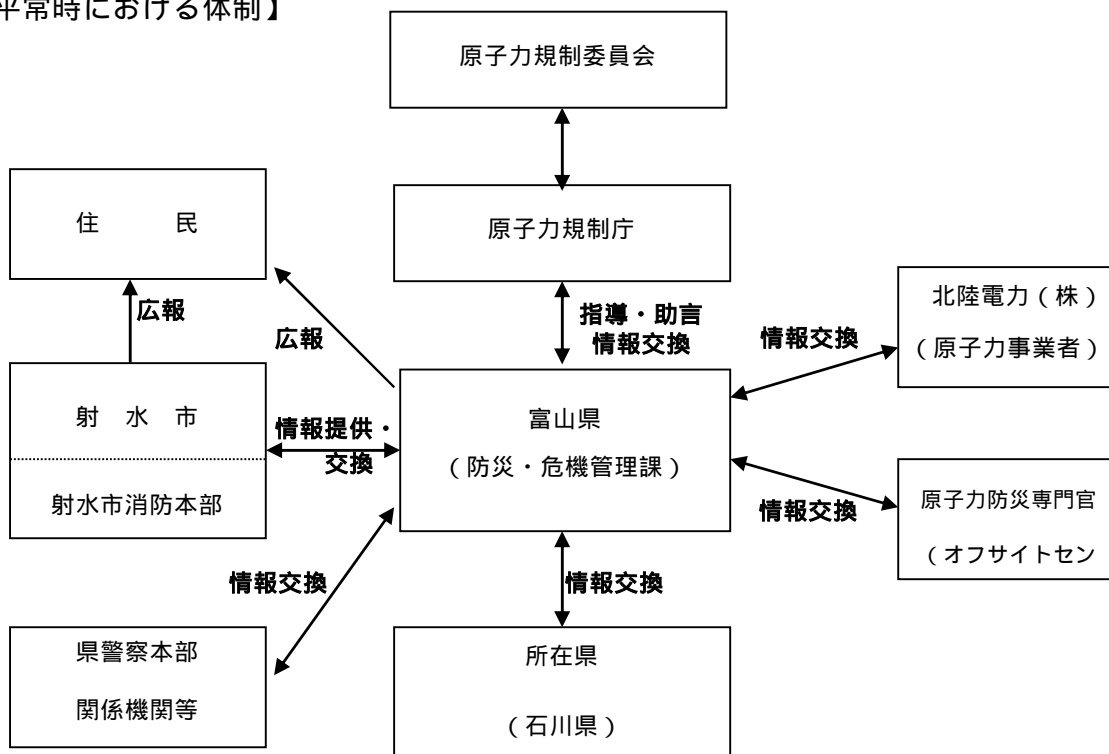 平常時における体制】
原子力規制委員会
住　　　民
原子力規制庁
広報
広報
指導・助言
情報交換
情報交換
北陸電力（株）
（原子力事業者）
射　水　市
射水市消防本部
情報提供・
交換
富山県
（防災・危機管理課）
情報交換
原子力防災専門官
（オフサイトセン
情報交換
情報交換
県警察本部
関係機関等
所在県
（石川県）